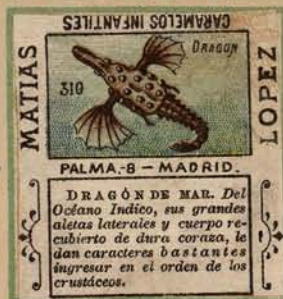 CARAMELOS INFANTILES
MATIAS
LOPEZ
DRAGON
310
PALMA.-8 — MADRID.
DRAGÓN DE MAR. Del
Océano Indico, sus grandes
aletas laterales y cuerpo re-
cubierto de dura coraza, le
dan caracteres bastantes
ingresar en el orden de los
crustáceos.